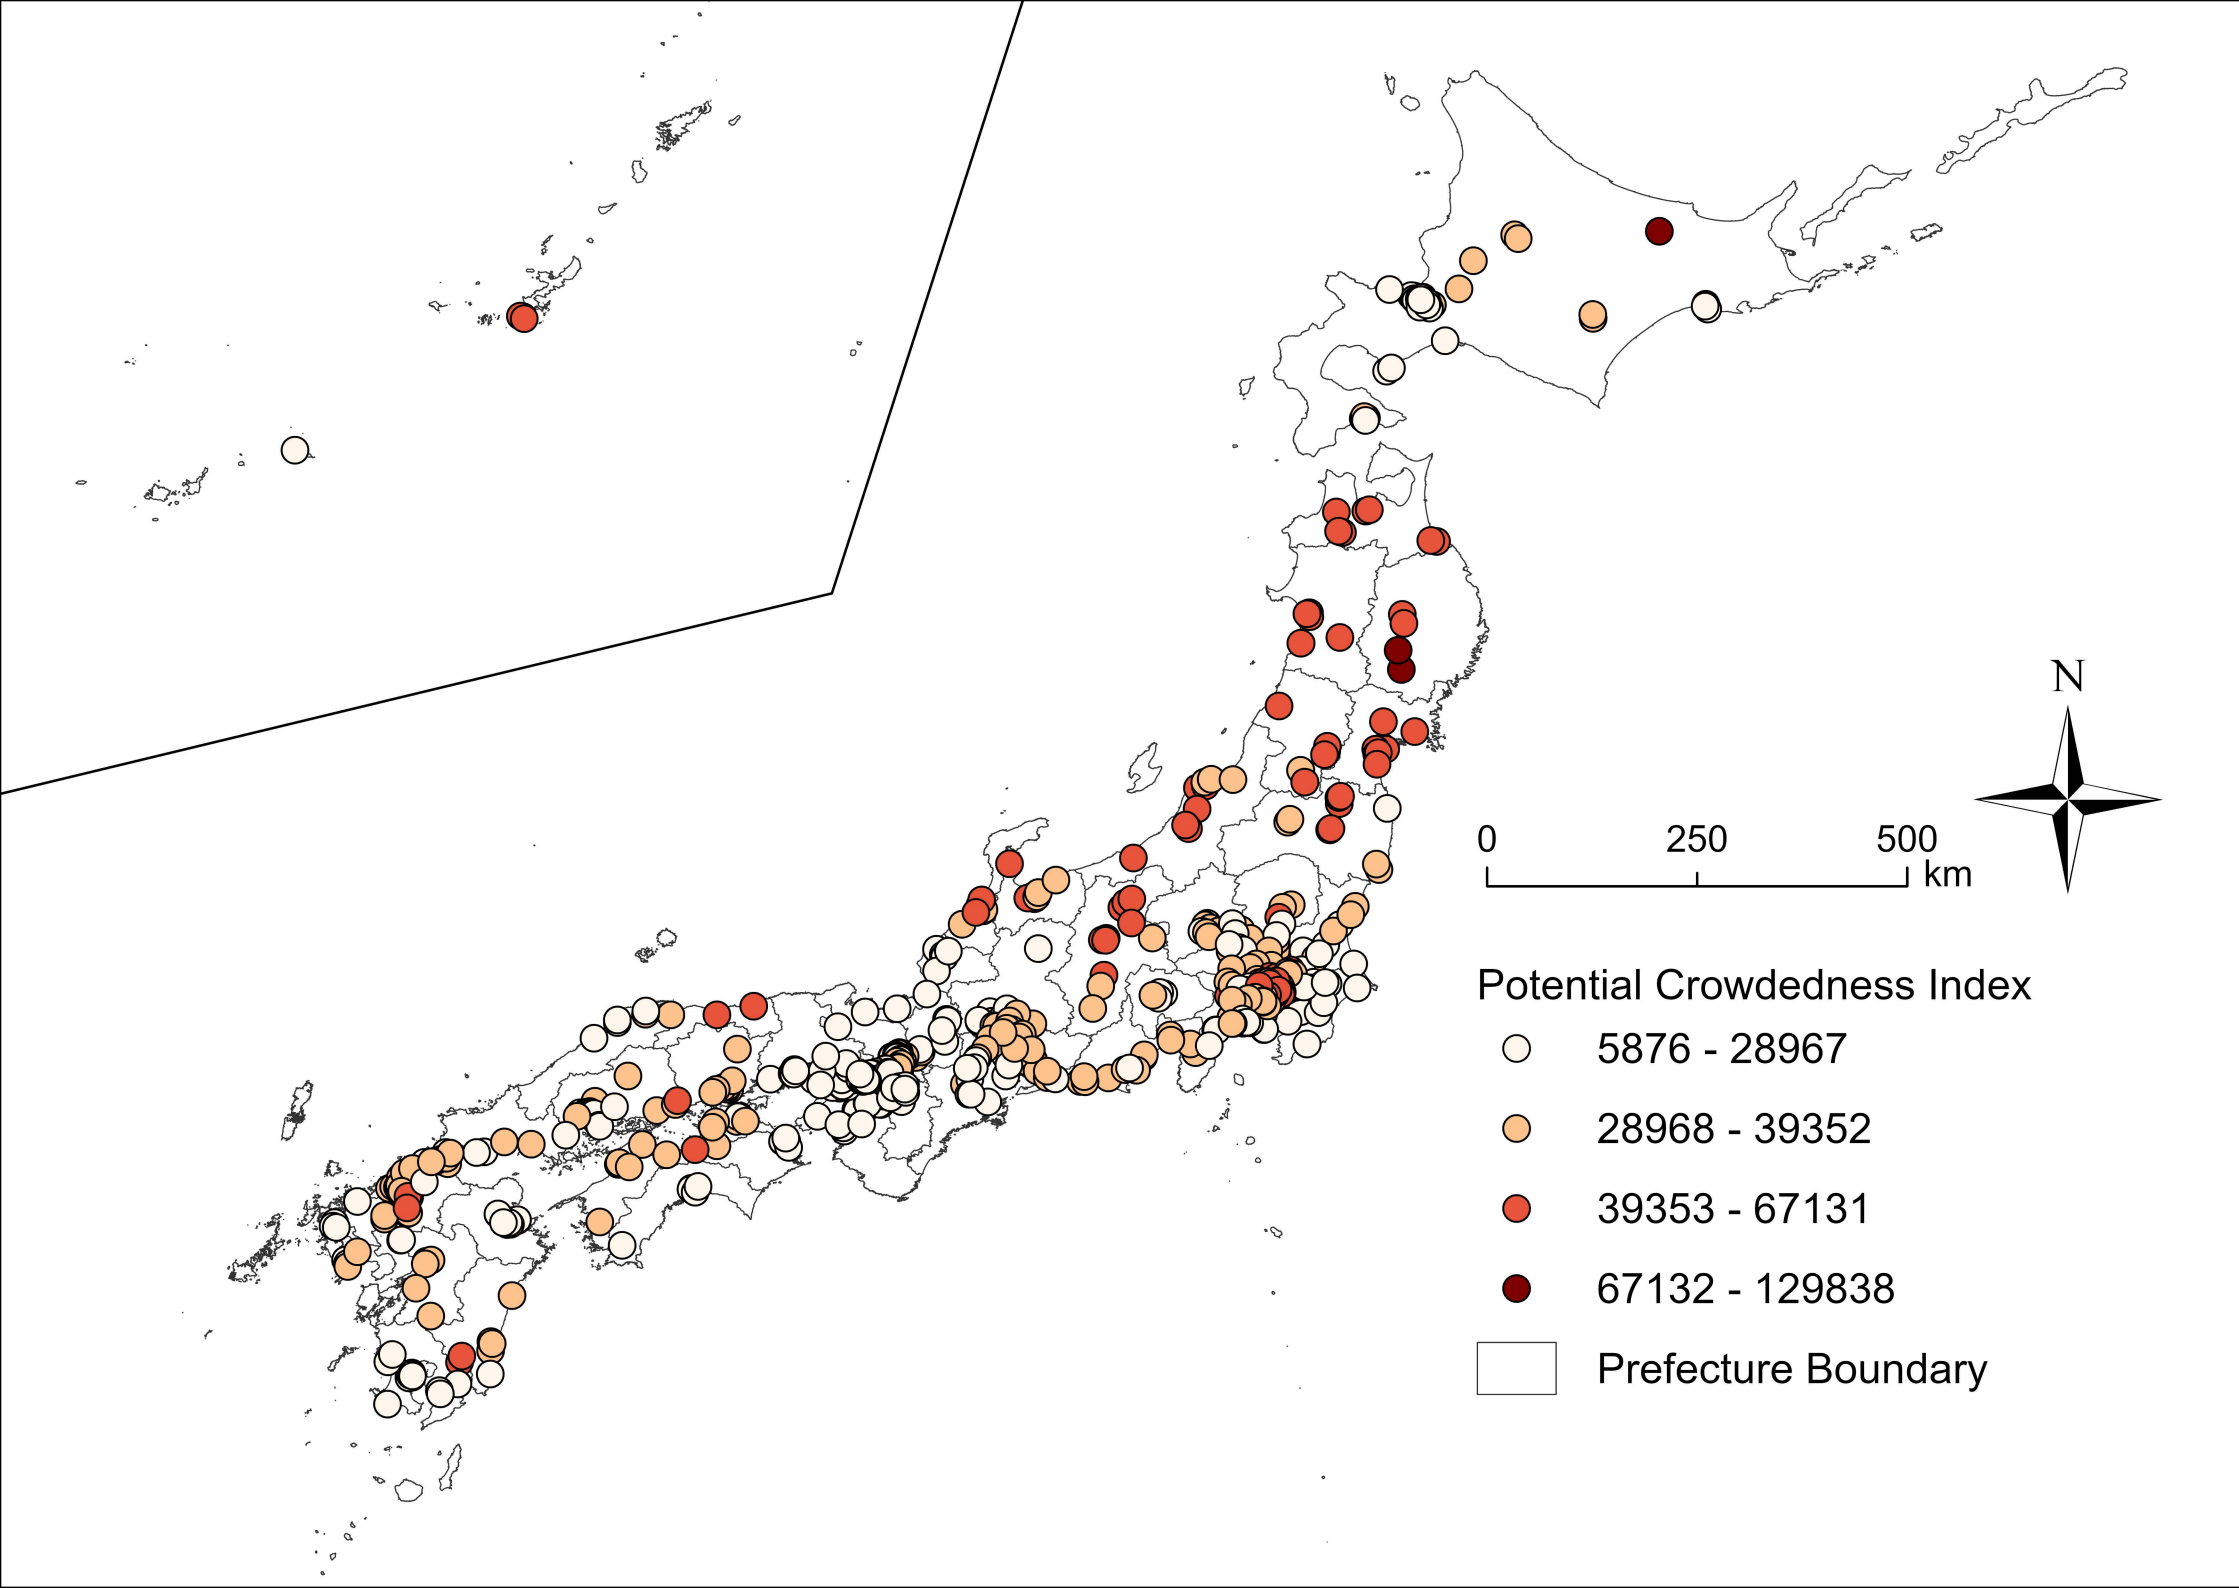 N
0 250 500
km
Potential Crowdedness Index
5876 - 28967
28968 - 39352
39353 - 67131
67132 - 129838
Prefecture Boundary